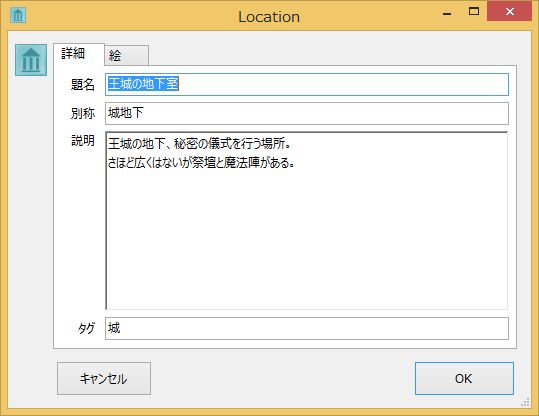 Location
詳細 絵
題名 王城の地下室
別称 城地下
説明 王城の地下、秘密の儀式を行う場所。
さほど広くはないが祭壇と魔法陣がある。
タグ 城
キャンセル OK